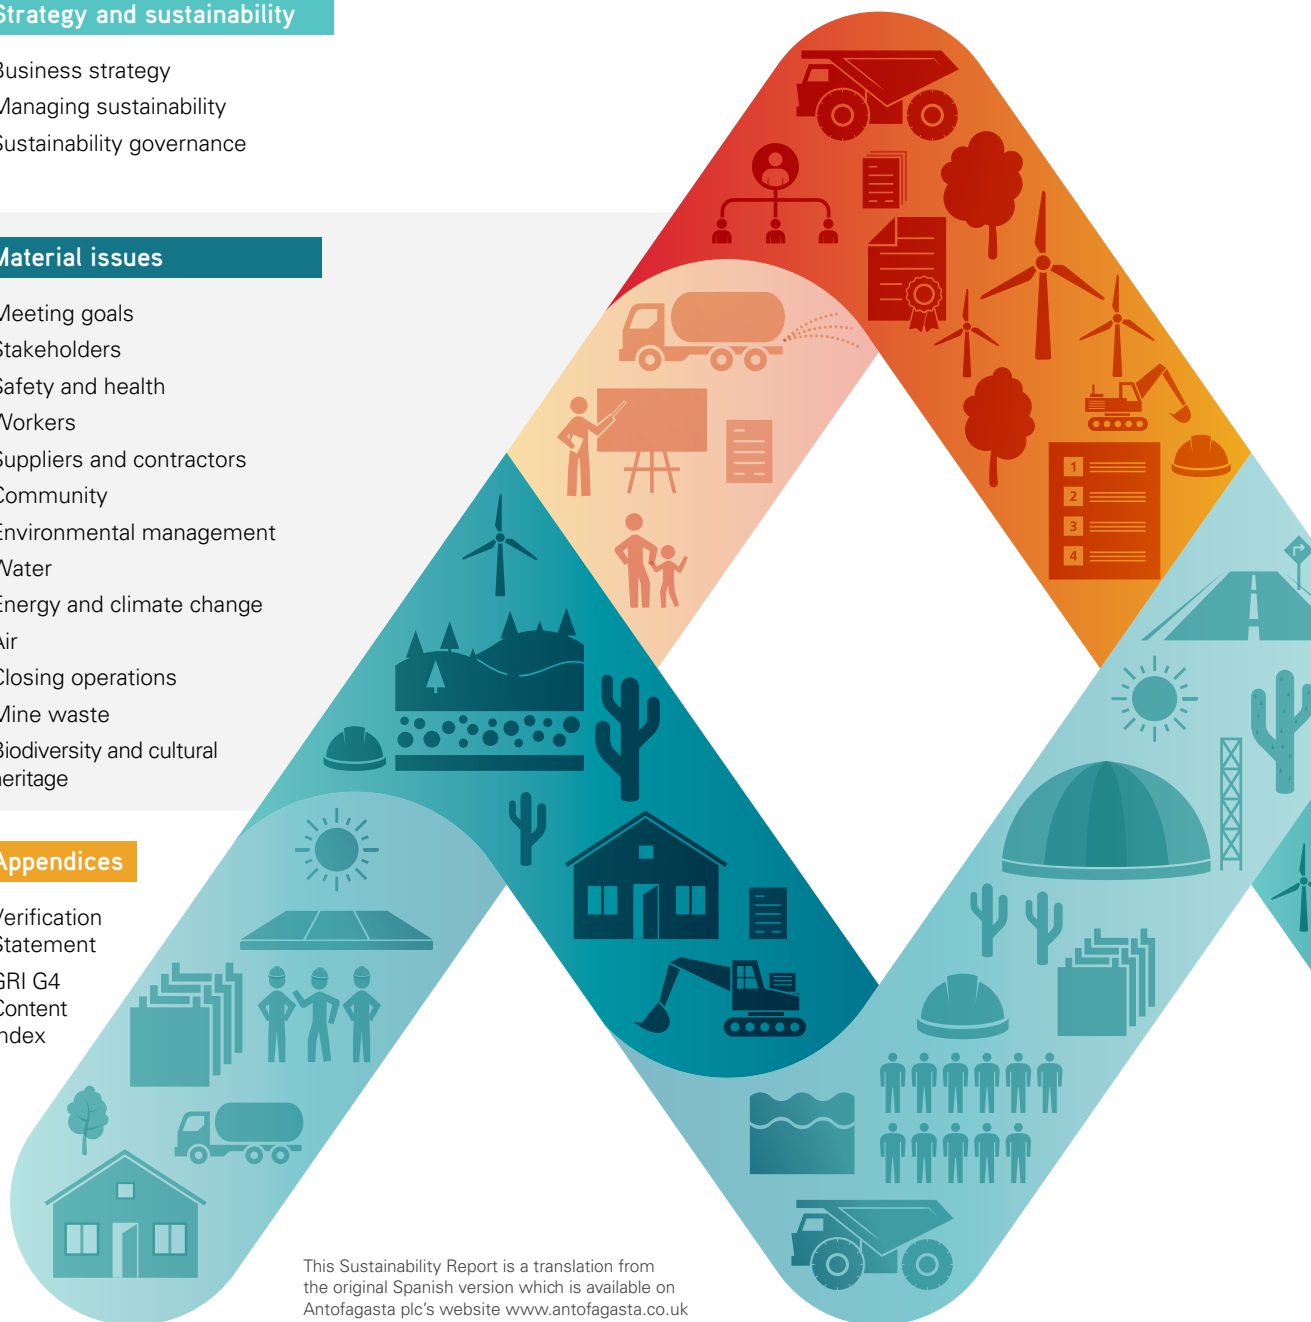 Strategy and sustainability
Business strategy
Managing sustainability
Sustainability governance
Material issues
Meeting goals
Stakeholders
Safety and health
Workers
Suppliers and contractors
Community
Environmental management
Water
Energy and climate change
Air
Closing operations
Mine waste
Biodiversity and cultural
heritage
Appendices
Verification
Statement
GRI G4
Content
Index
1
2
3
4
This Sustainability Report is a translation from
the original Spanish version which is available on
Antofagasta plc's website www.antofagasta.co.uk